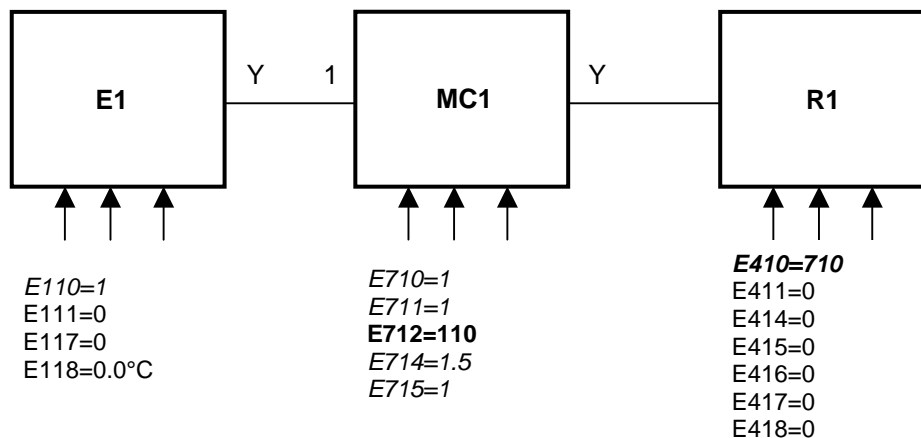 E1
Y 1
MC1
Y
R1
E110=1
E111=0
E117=0
E118=0.0°C
E710=1
E711=1
E712=110
E714=1.5
E715=1
E410=710
E411=0
E414=0
E415=0
E416=0
E417=0
E418=0